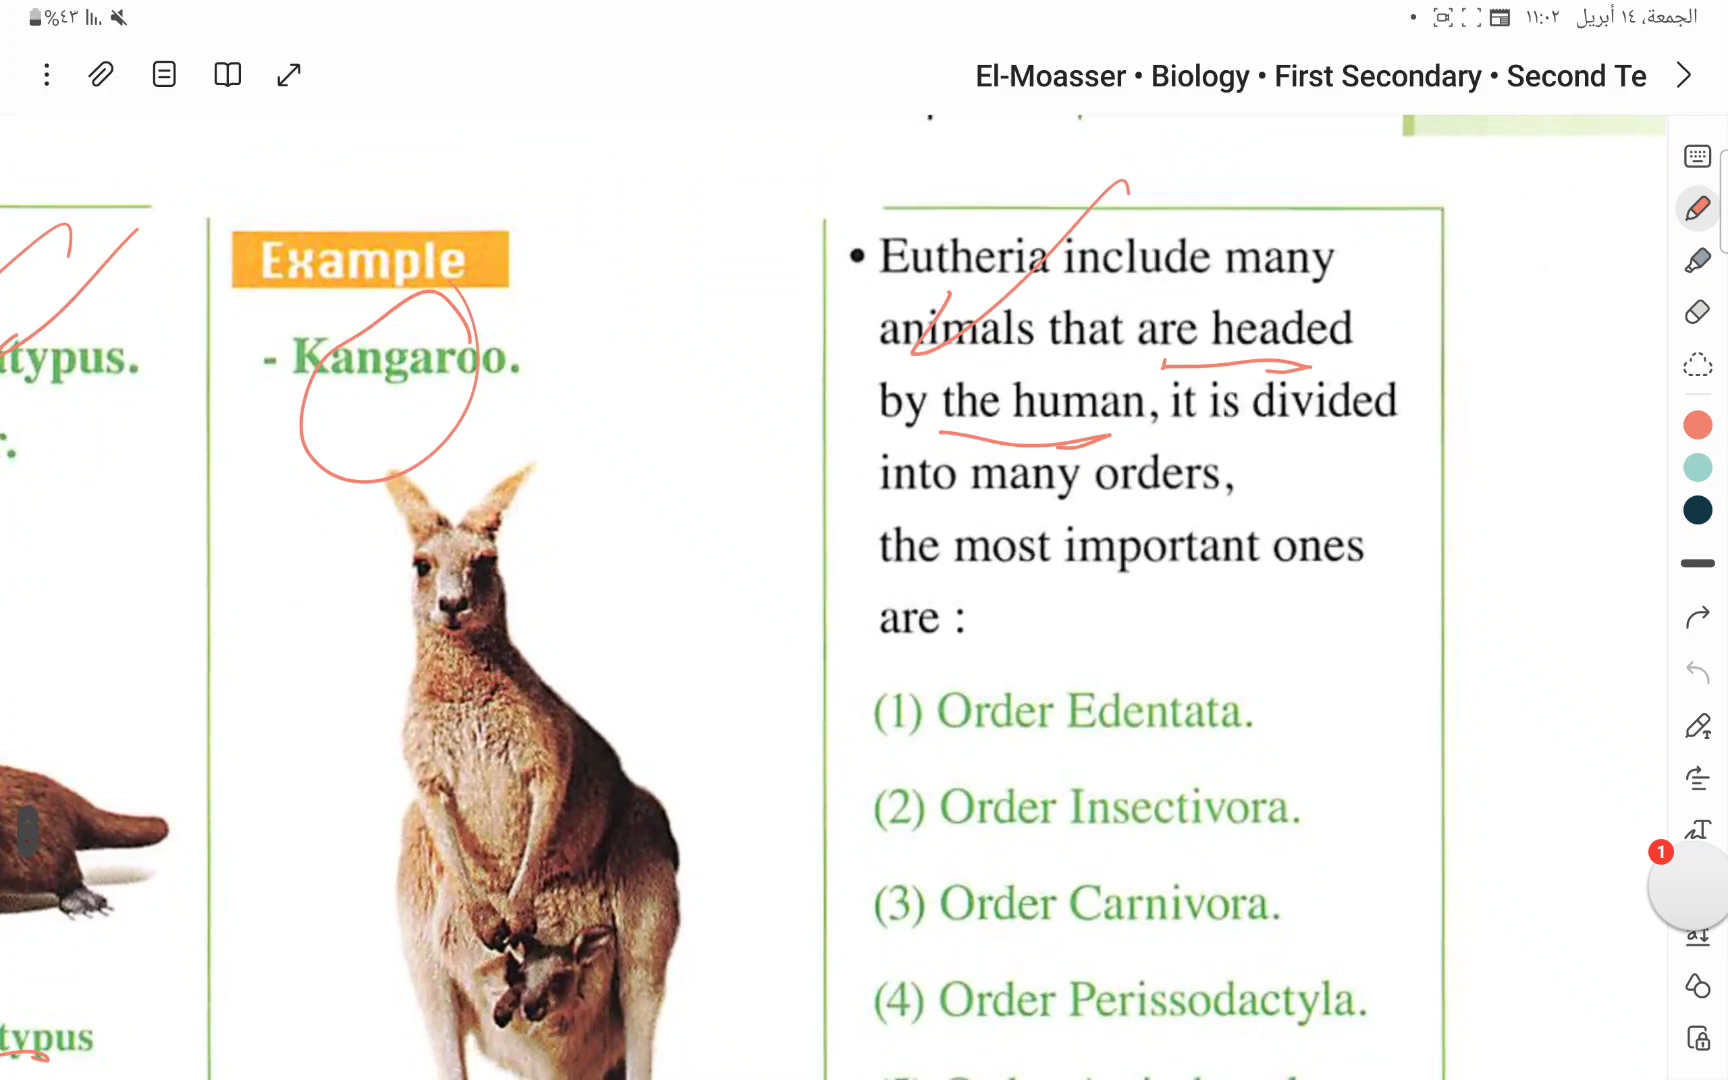 ٪٤٣
الجمعة، ١٤ أبريل ١١:٠٢
El-Moasser • Biology • First Secondary • Second Te
typus.
r.
typus
Example
- Kangaroo.
• Eutheria include many
animals that are headed
by the human, it is divided
into many orders,
the most important ones
are :
(1) Order Edentata.
(2) Order Insectivora.
(3) Order Carnivora.
(4) Order Perissodactyla.
1